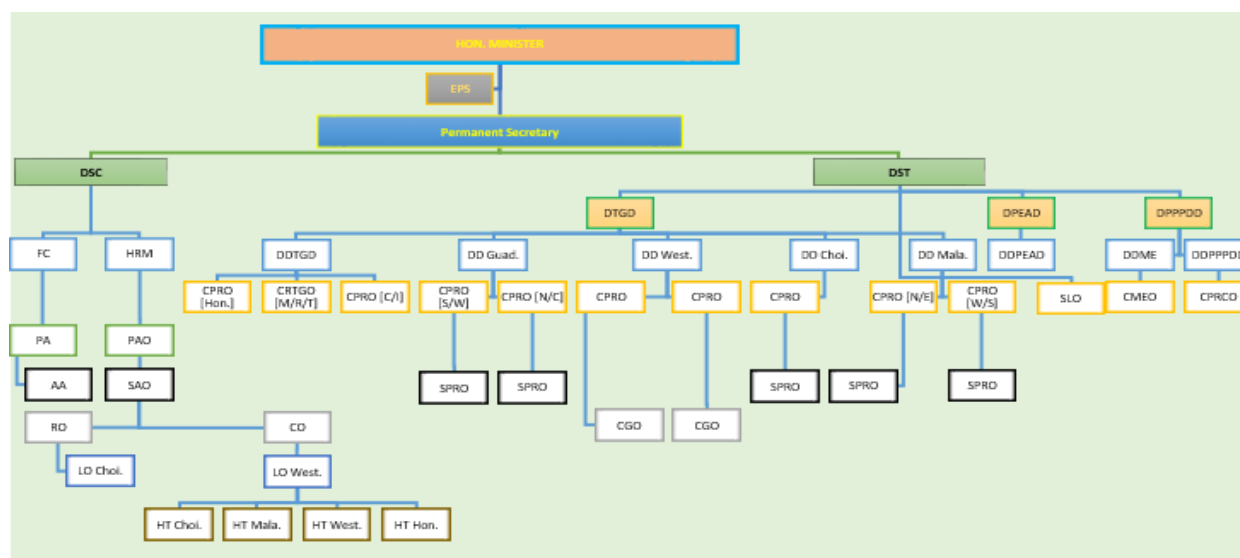 HON. MINISTER
EPS
Permanent Secretary
DSC
DST
DTGD
DPEAD
DPPPDD
FC
HRM
DDTGD
DD Guad.
DD West.
DD Choi.
DD Mala.
DDPEAD
DDME
DDPPPDD
CPRO
[Hon.]
CRTGO
[M/R/T]
CPRO [C/I]
CPRO
[S/W]
CPRO [N/C]
CPRO
CPRO
CPRO
CPRO [N/E]
CPRO
[W/S]
SLO
CMEO
CPRCO
PA
PAO
AA
SAO
SPRO
SPRO
SPRO
SPRO
SPRO
RO
CO
CGO
CGO
LO Choi.
LO West.
HT Choi.
HT Mala.
HT West.
HT Hon.